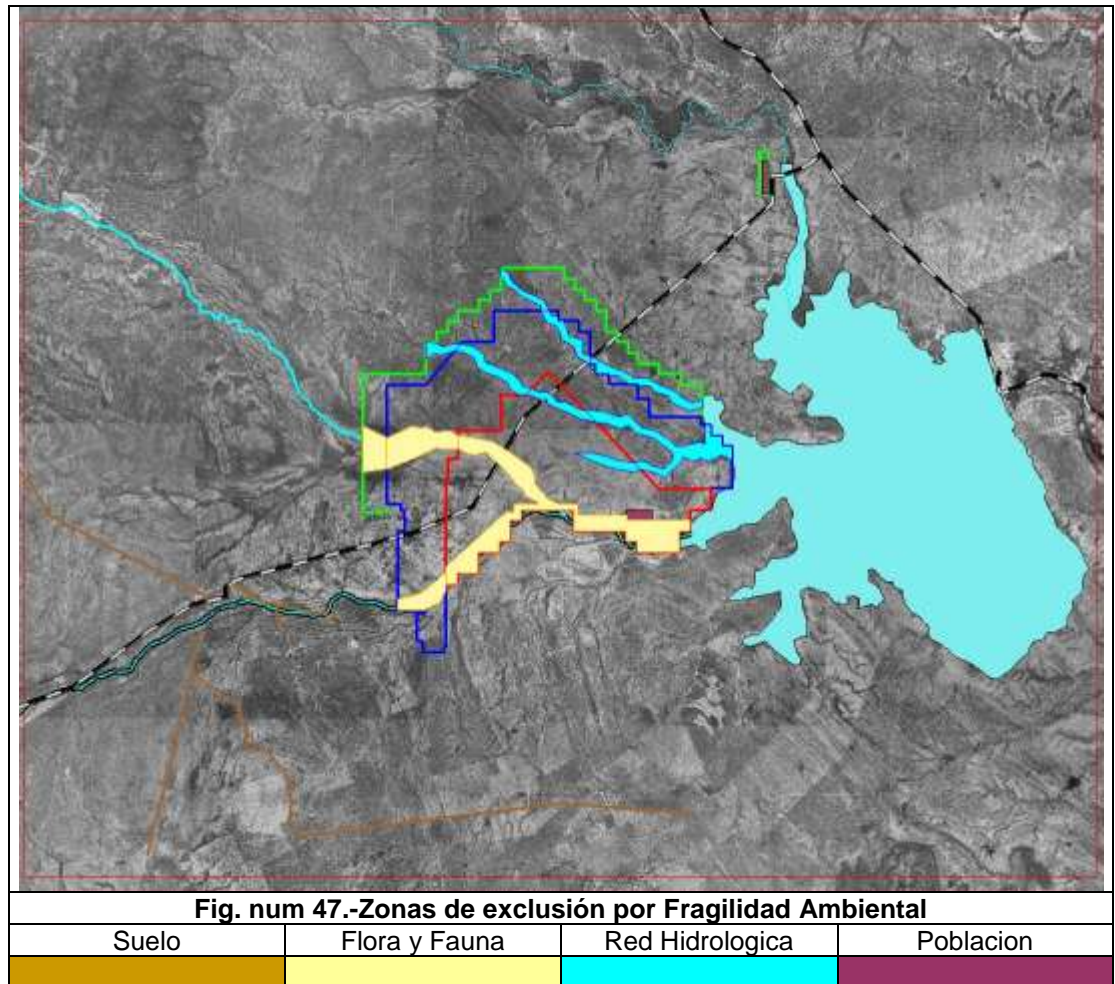 Fig. num 47.-Zonas de exclusión por Fragilidad Ambiental
Suelo Flora y Fauna Red Hidrologica Poblacion